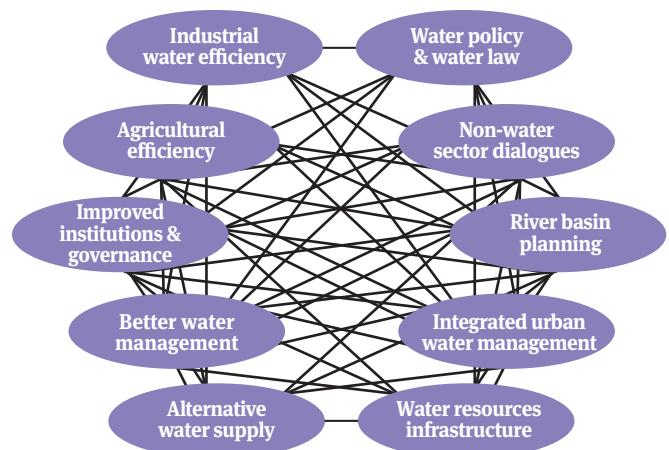 Industrial
water efficiency
Water policy
& water law
Agricultural
efficiency
Non-water
sector dialogues
Improved
institutions &
governance
River basin
planning
Better water
management
Integrated urban
water management
Alternative
water supply
Water resources
infrastructure